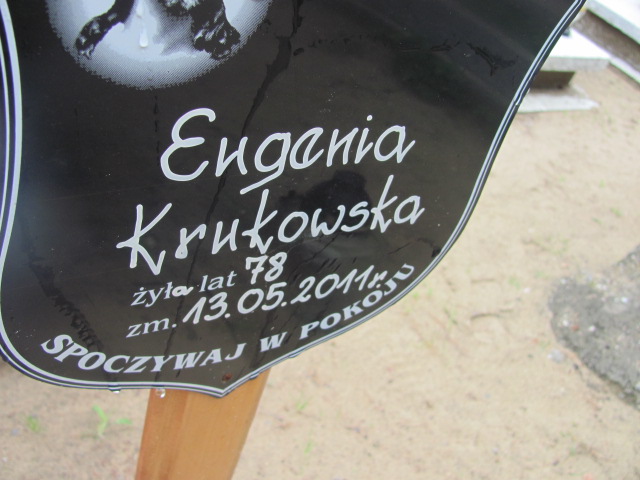 Eugenia
Krukowska
żyła lat 78
zm. 13.05.2011r.
SPOCZYWAJ W POKOJU